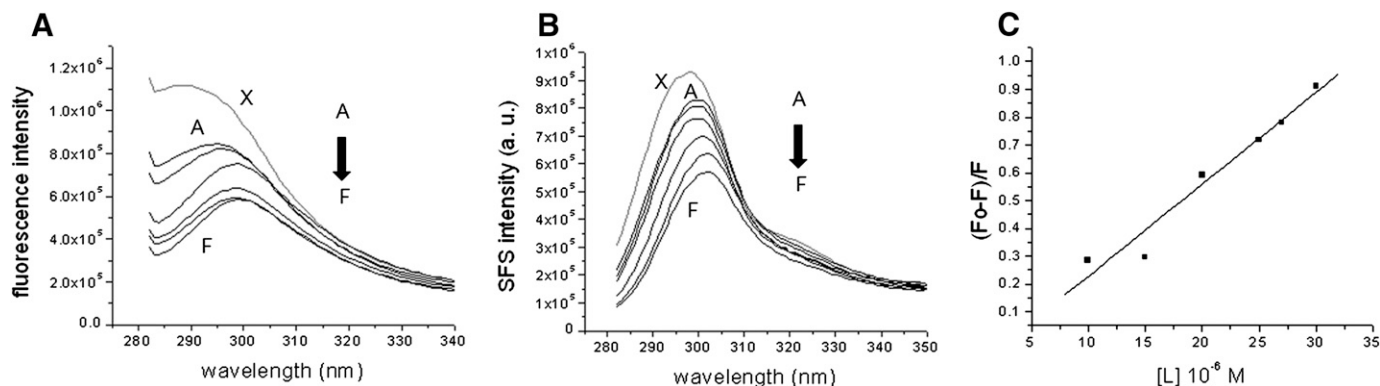 A
fluorescence intensity
1.2x10⁶
1.0x10⁶
8.0x10⁵
6.0x10⁵
4.0x10⁵
2.0x10⁵
0.0
X
A
F
A
F
280 290 300 310 320 330 340
wavelength (nm)
B
SFS intensity (a. u.)
1x10⁶
9x10⁵
8x10⁵
7x10⁵
6x10⁵
5x10⁵
4x10⁵
3x10⁵
2x10⁵
1x10⁵
0
X
A
F
A
F
280 290 300 310 320 330 340 350
wavelength (nm)
C
(Fo-F)/F
1.0
0.9
0.8
0.7
0.6
0.5
0.4
0.3
0.2
0.1
5 10 15 20 25 30 35
[L] 10⁻⁶ M